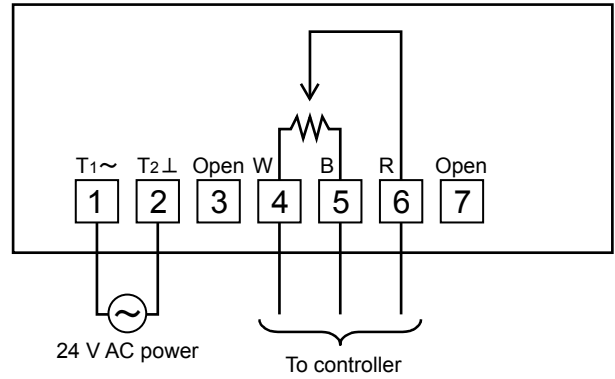 T1∼ T2⊥ Open W B R Open
1 2 3 4 5 6 7
∼
24 V AC power
To controller